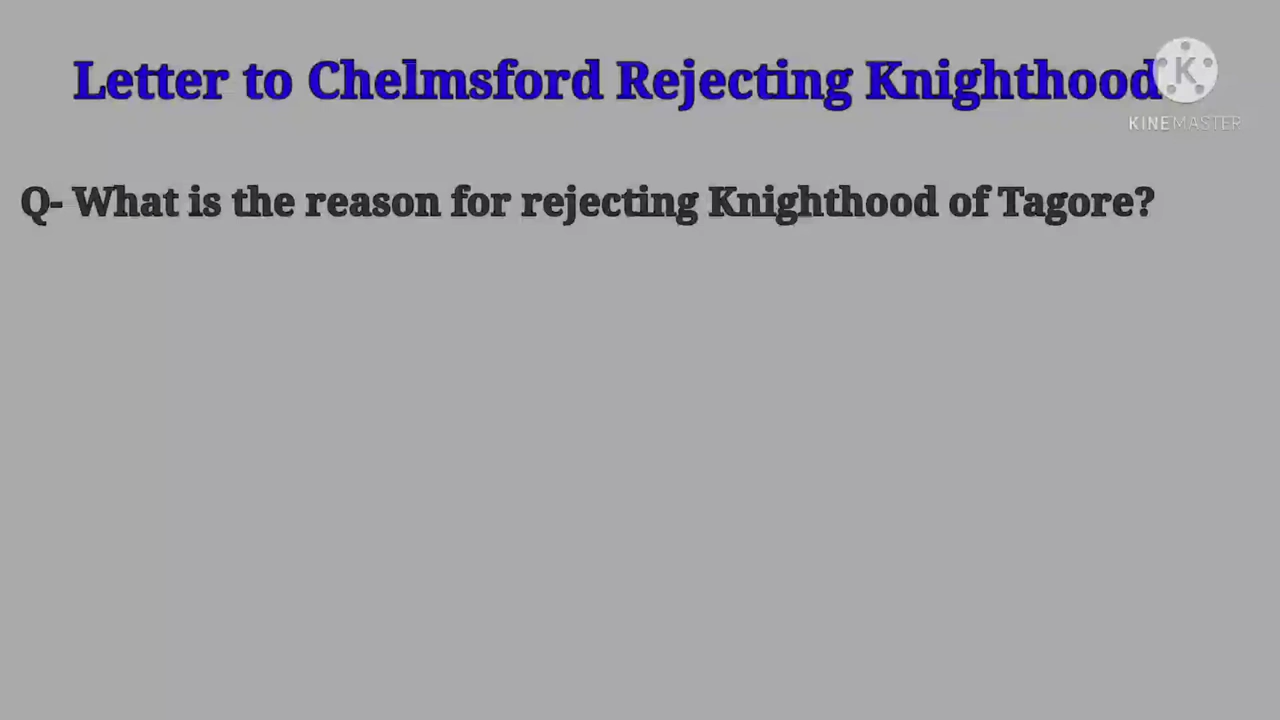 Letter to Chelmsford Rejecting Knighthood
K
KINEMASTER
Q- What is the reason for rejecting Knighthood of Tagore?